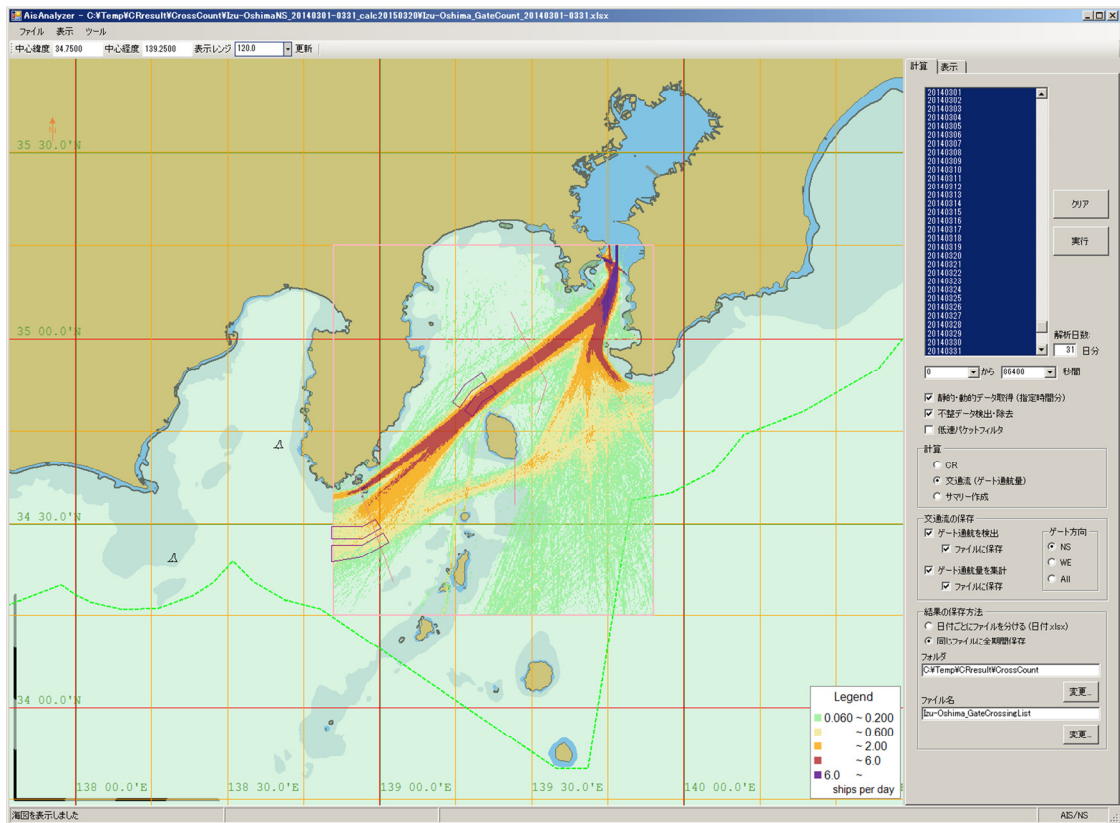 AisAnalyzer - C:¥Temp¥CRresult¥CrossCount¥Izu-OshimaNS_20140301-0331_calc20150320¥Izu-Oshima_GateCount_20140301-0331.xlsx
ファイル 表示 ツール
中心緯度 34.7500 中心経度 139.2500 表示レンジ 120.0 更新
計算 表示
20140301
20140302
20140303
20140304
20140305
20140306
20140307
20140308
20140309
20140310
20140311
20140312
20140313
20140314
20140315
20140316
20140317
20140318
20140319
20140320
20140321
20140322
20140323
20140324
20140325
20140326
20140327
20140328
20140329
20140330
20140331
クリア
実行
解析日数:
31 日分
0 から 86400 秒間
静的・動的データ取得 (指定時間分)
不整データ検出・除去
低速パケットフィルタ
計算
CR
交通流 (ゲート通航量)
サマリー作成
交通流の保存
ゲート通航を検出
ファイルに保存
ゲート通航量を集計
ファイルに保存
ゲート方向
NS
WE
All
結果の保存方法
日付ごとにファイルを分ける (日付.xlsx)
同じファイルに全期間保存
フォルダ
C:¥Temp¥CRresult¥CrossCount
変更...
ファイル名
Izu-Oshima_GateCrossingList
変更...
N
35 30.0'N
35 00.0'N
34 30.0'N
34 00.0'N
138 00.0'E 138 30.0'E 139 00.0'E 139 30.0'E 140 00.0'E
Legend
0.060 ~ 0.200
~ 0.600
~ 2.00
~ 6.0
6.0 ~
ships per day
海図を表示しました
AIS/NS